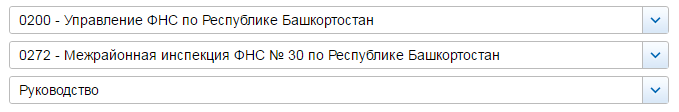 0200 - Управление ФНС по Республике Башкортостан
0272 - Межрайонная инспекция ФНС № 30 по Республике Башкортостан
Руководство